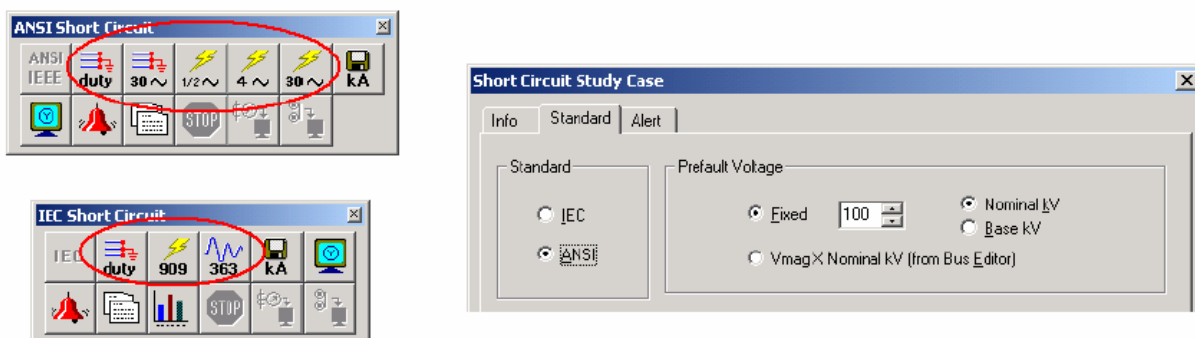 ANSI Short Circuit
ANSI IEEE
duty
30 ~
1/2 ~
4 ~
30 ~
kA
STOP
IEC Short Circuit
IEC
duty
909
363
kA
STOP
Short Circuit Study Case
Info
Standard
Alert
Standard
IEC
ANSI
Prefault Voltage
Fixed
100
Nominal kV
Base kV
Vmag X Nominal kV (from Bus Editor)